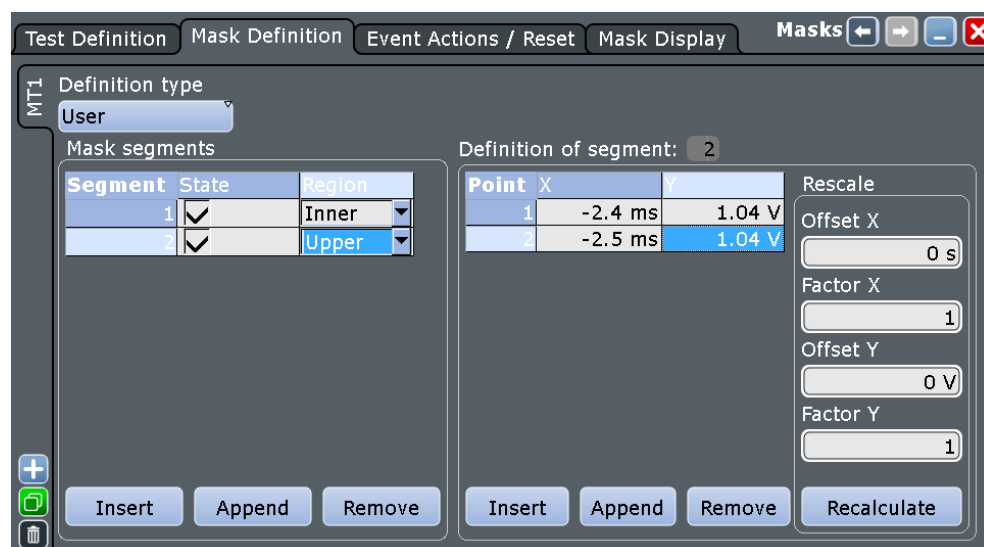 Test Definition Mask Definition Event Actions / Reset Mask Display Masks
MT1
Definition type
User
Mask segments
Segment State Region
1 Inner
2 Upper
Insert Append Remove
Definition of segment: 2
Point X Y
1 -2.4 ms 1.04 V
2 -2.5 ms 1.04 V
Insert Append Remove
Rescale
Offset X
0 s
Factor X
1
Offset Y
0 V
Factor Y
1
Recalculate